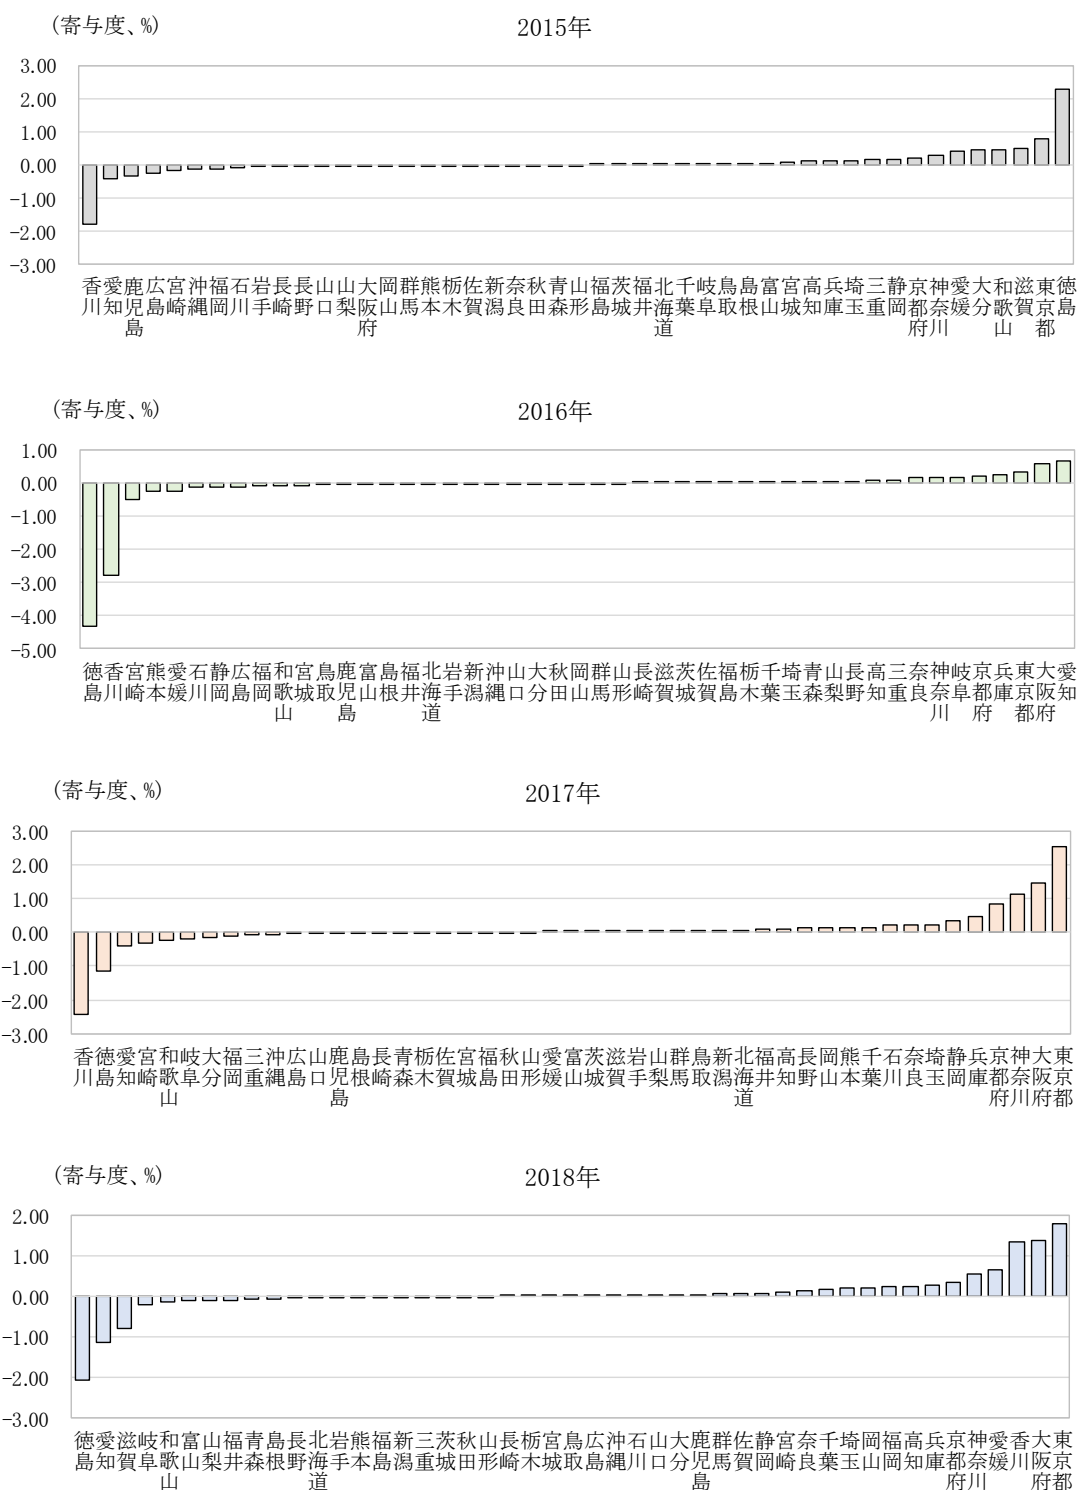 (寄与度、%)
2015年
3.00
2.00
1.00
0.00
-1.00
-2.00
-3.00
香川 愛知 鹿児島 広島 宮崎 沖縄 福岡 石川 岩手 長崎 長野 山口 山梨 大阪府 岡山 群馬 熊本 栃木 佐賀 新潟 奈良 秋田 青森 山形 福島 茨城 福井 北海道 千葉 岐阜 鳥取 島根 富山 宮城 高知 兵庫 埼玉 三重 静岡 京都府 神奈川 愛媛 大分 和歌山 滋賀 東京都 徳島
(寄与度、%)
2016年
1.00
0.00
-1.00
-2.00
-3.00
-4.00
-5.00
徳島 香川 宮崎 熊本 愛媛 石川 静岡 広島 福岡 和歌山 宮城 鳥取 鹿児島 富山 島根 福井 北海道 岩手 新潟 沖縄 山口 大分 秋田 岡山 群馬 山形 長崎 滋賀 茨城 佐賀 福島 栃木 千葉 埼玉 青森 山梨 長野 高知 三重 奈良 神奈川 岐阜 京都府 兵庫 東京都 大阪府 愛知
(寄与度、%)
2017年
3.00
2.00
1.00
0.00
-1.00
-2.00
-3.00
香川 徳島 愛知 宮崎 和歌山 岐阜 大分 福岡 三重 沖縄 広島 山口 鹿児島 島根 長崎 青森 栃木 佐賀 宮城 福島 秋田 山形 愛媛 富山 茨城 滋賀 岩手 山梨 群馬 鳥取 新潟 北海道 福井 高知 長野 岡山 熊本 千葉 石川 奈良 埼玉 静岡 兵庫 京都府 神奈川 大阪府 東京都
(寄与度、%)
2018年
2.00
1.00
0.00
-1.00
-2.00
-3.00
徳島 愛知 滋賀 岐阜 和歌山 富山 山梨 福井 青森 島根 長野 北海道 岩手 熊本 福島 新潟 三重 茨城 秋田 山形 長崎 栃木 宮城 鳥取 広島 沖縄 石川 山口 大分 鹿児島 群馬 佐賀 静岡 宮崎 奈良 千葉 埼玉 岡山 福岡 高知 兵庫 京都府 神奈川 愛媛 香川 大阪府 東京都